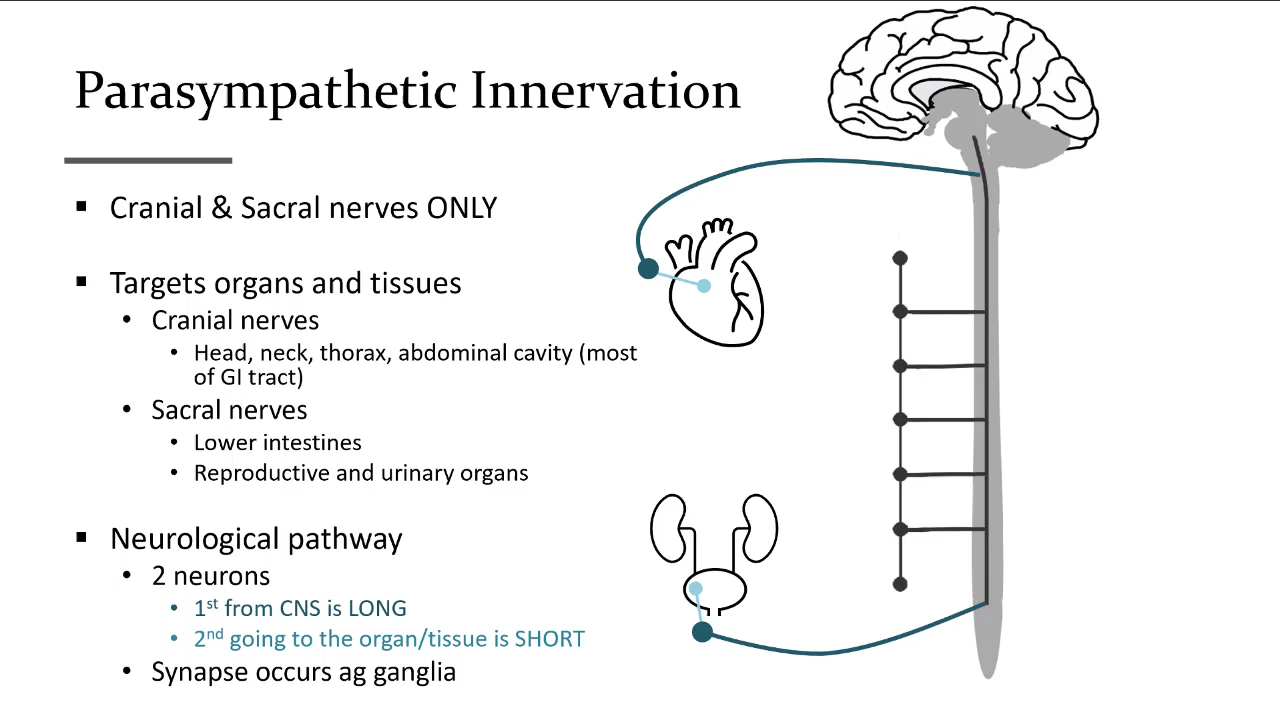 Parasympathetic Innervation
▪ Cranial & Sacral nerves ONLY
▪ Targets organs and tissues
• Cranial nerves
• Head, neck, thorax, abdominal cavity (most
of GI tract)
• Sacral nerves
• Lower intestines
• Reproductive and urinary organs
▪ Neurological pathway
• 2 neurons
• 1st from CNS is LONG
• 2nd going to the organ/tissue is SHORT
• Synapse occurs ag ganglia